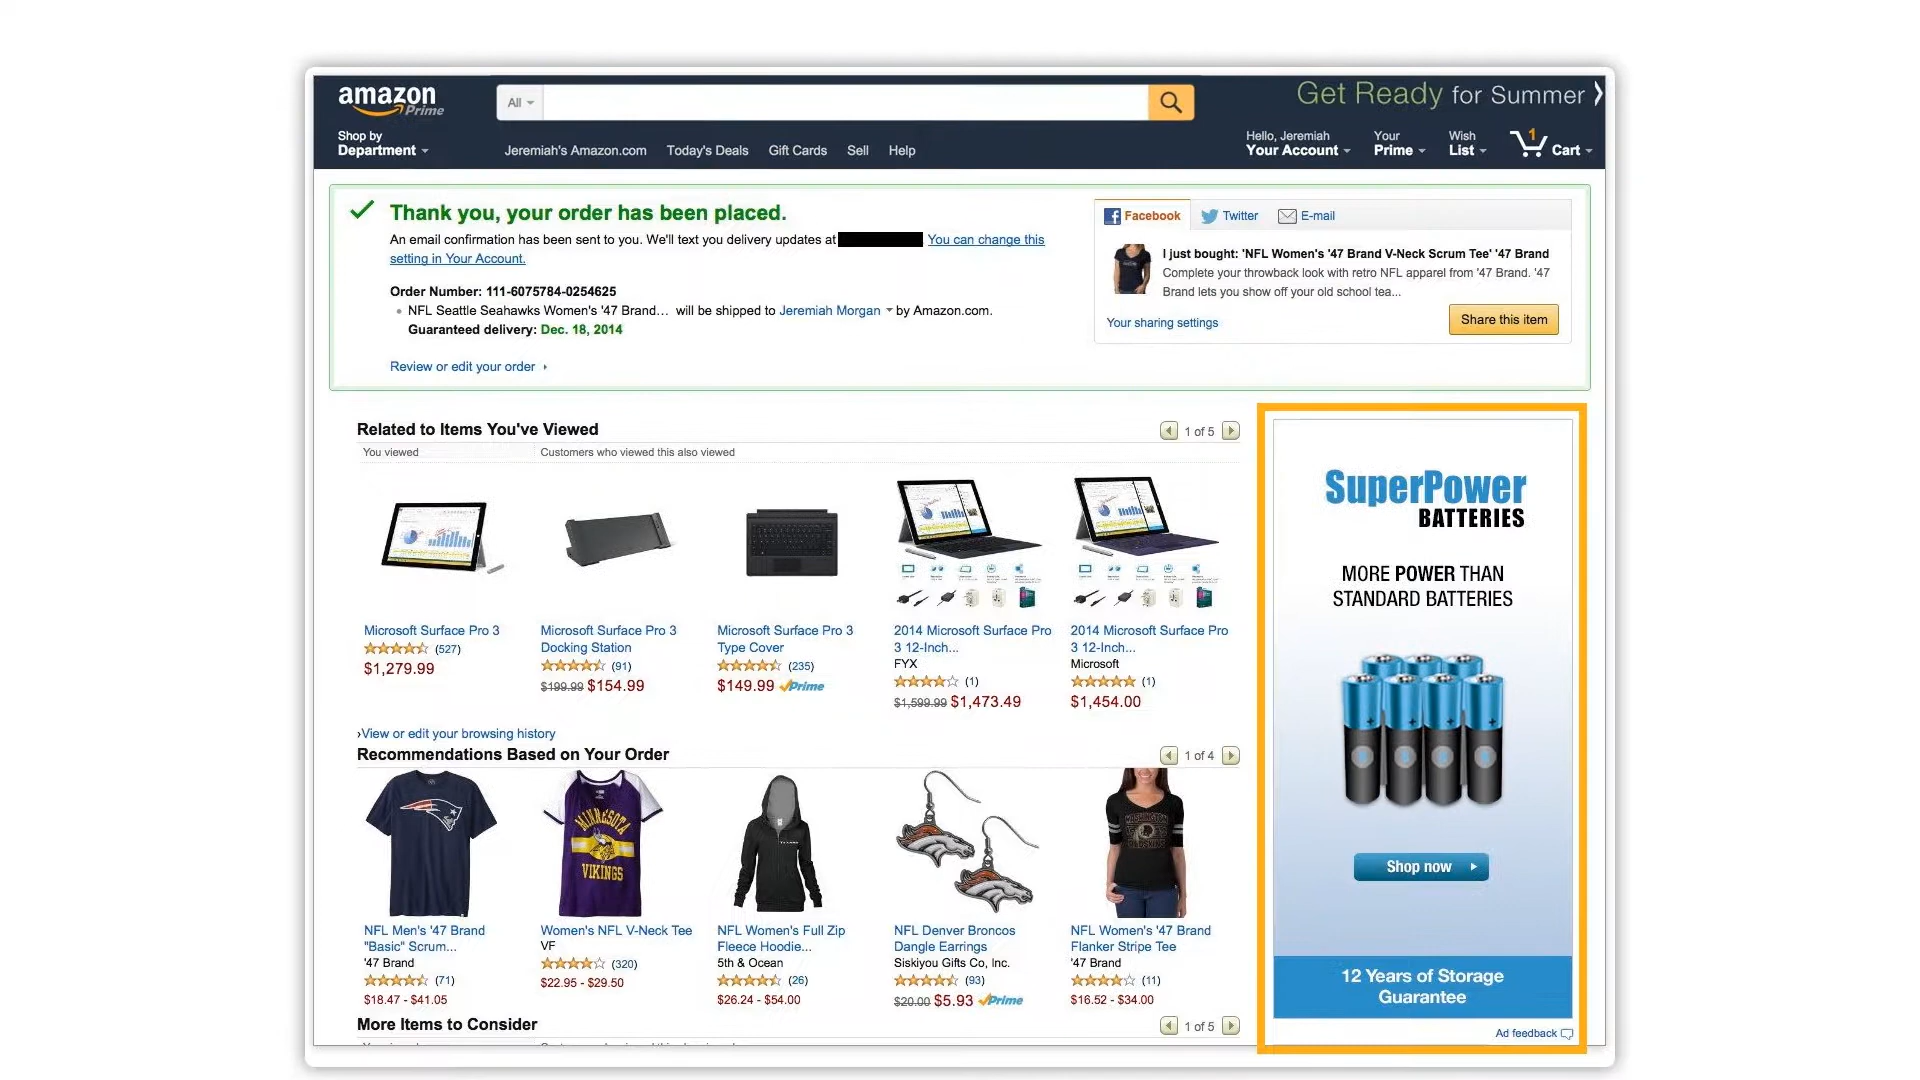 amazon
Prime
All
Get Ready for Summer
Shop by
Department
Jeremiah's Amazon.com
Today's Deals
Gift Cards
Sell
Help
Hello, Jeremiah
Your Account
Your
Prime
Wish
List
1
Cart
Thank you, your order has been placed.
An email confirmation has been sent to you. We'll text you delivery updates at
You can change this
setting in Your Account.
Order Number: 111-6075784-0254625
NFL Seattle Seahawks Women's '47 Brand... will be shipped to Jeremiah Morgan by Amazon.com.
Guaranteed delivery: Dec. 18, 2014
Review or edit your order
Facebook
Twitter
E-mail
I just bought: 'NFL Women's '47 Brand V-Neck Scrum Tee' '47 Brand
Complete your throwback look with retro NFL apparel from '47 Brand. '47
Brand lets you show off your old school tea...
Your sharing settings
Share this item
Related to Items You've Viewed
1 of 5
You viewed
Customers who viewed this also viewed
Microsoft Surface Pro 3
(527)
$1,279.99
Microsoft Surface Pro 3
Docking Station
(91)
$199.99 $154.99
Microsoft Surface Pro 3
Type Cover
(235)
$149.99 Prime
2014 Microsoft Surface Pro
3 12-Inch...
FYX
(1)
$1,599.99 $1,473.49
2014 Microsoft Surface Pro
3 12-Inch...
Microsoft
(1)
$1,454.00
›View or edit your browsing history
Recommendations Based on Your Order
1 of 4
MINNESOTA
VIKINGS
TEXANS
WASHINGTON
REDSKINS
NFL Men's '47 Brand
"Basic" Scrum...
'47 Brand
(71)
$18.47 - $41.05
Women's NFL V-Neck Tee
VF
(320)
$22.95 - $29.50
NFL Women's Full Zip
Fleece Hoodie...
5th & Ocean
(26)
$26.24 - $54.00
NFL Denver Broncos
Dangle Earrings
Siskiyou Gifts Co, Inc.
(93)
$20.00 $5.93 Prime
NFL Women's '47 Brand
Flanker Stripe Tee
'47 Brand
(11)
$16.52 - $34.00
More Items to Consider
1 of 5
SuperPower
BATTERIES
MORE POWER THAN
STANDARD BATTERIES
Shop now
12 Years of Storage
Guarantee
Ad feedback